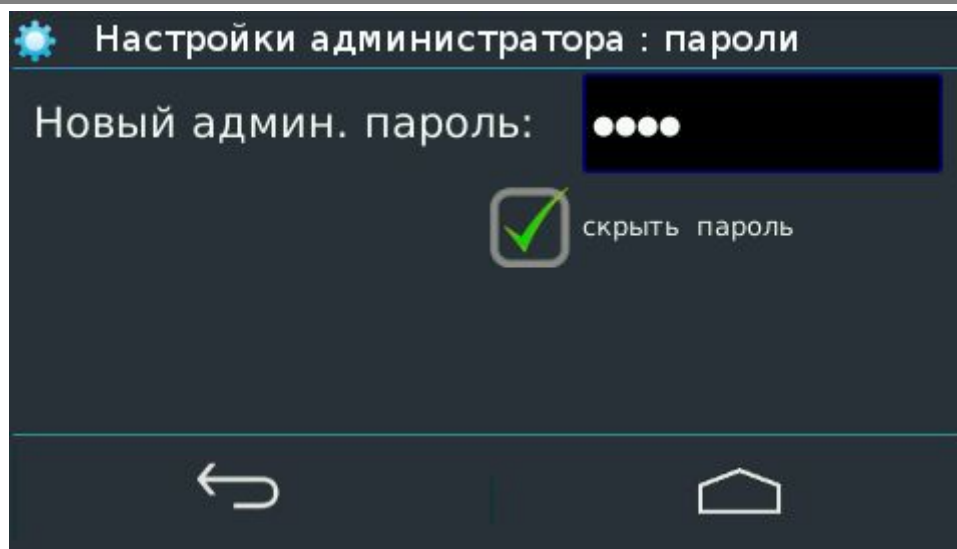 Настройки администратора : пароли
Новый админ. пароль: ●●●●
скрыть пароль